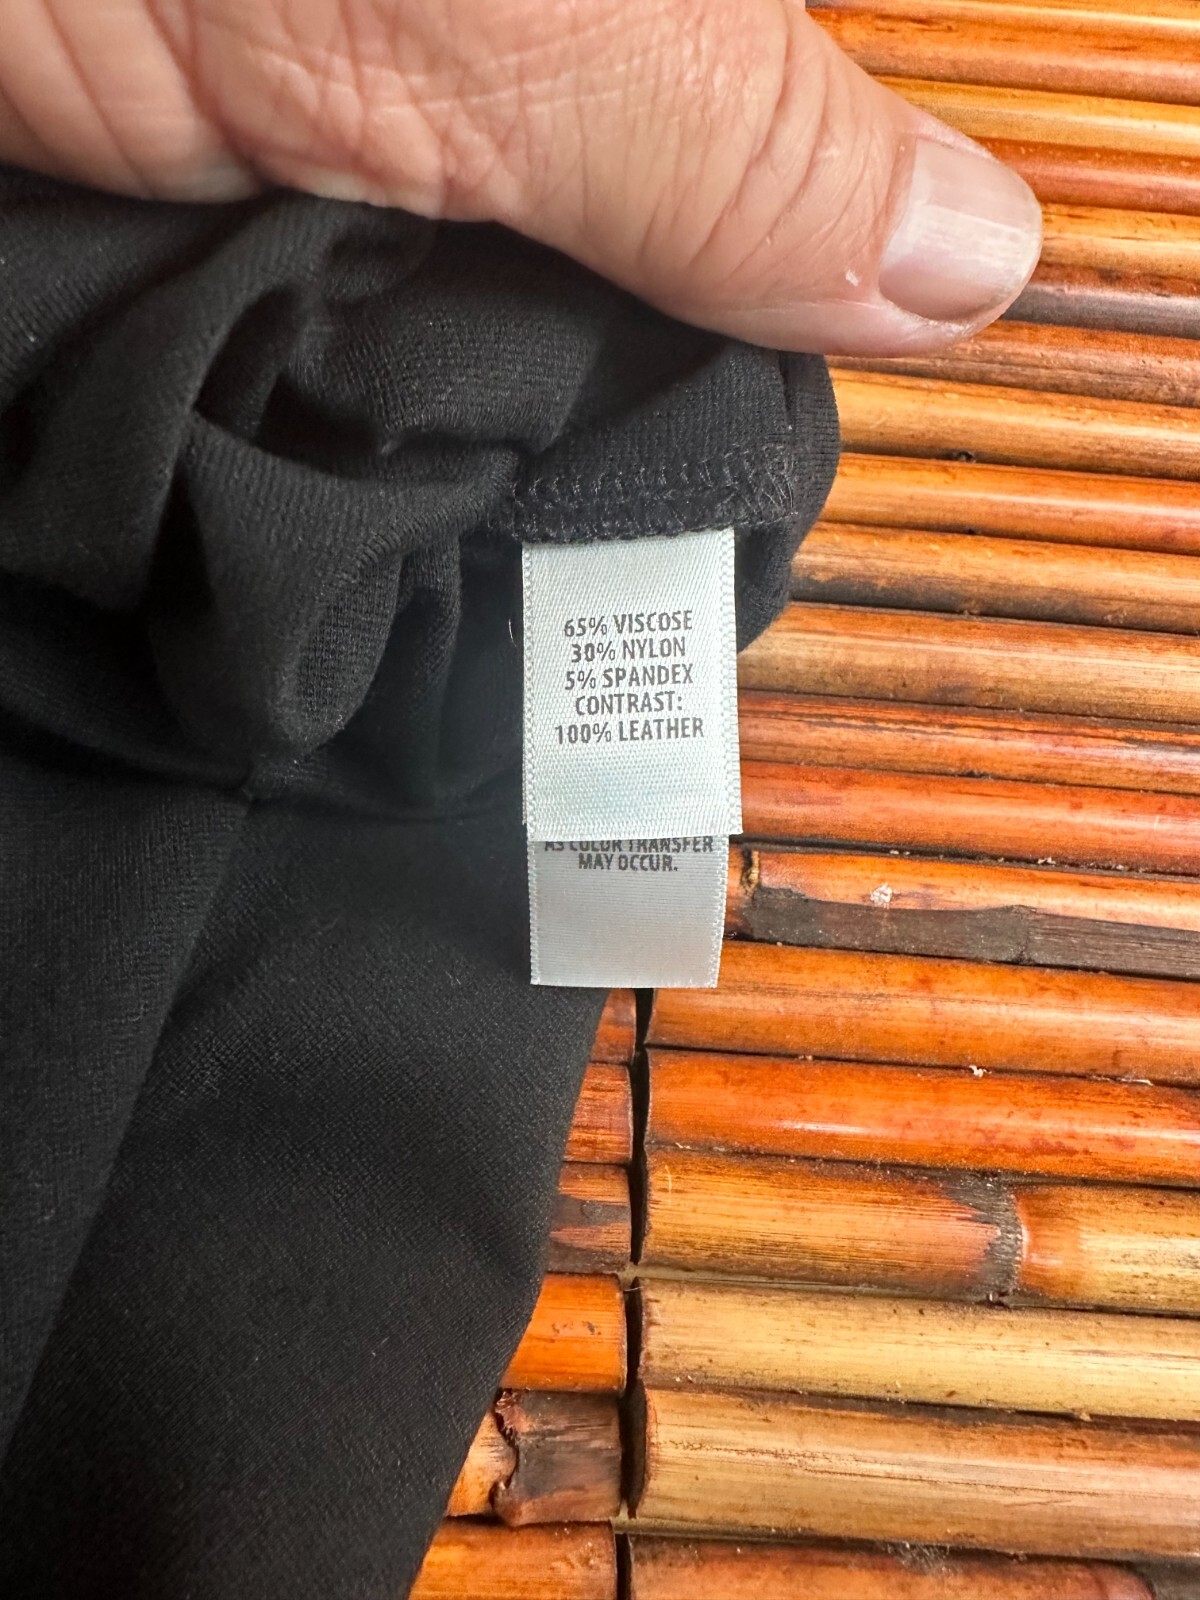 65% VISCOSE
30% NYLON
5% SPANDEX
CONTRAST:
100% LEATHER
AS COLOR TRANSFER
MAY OCCUR.